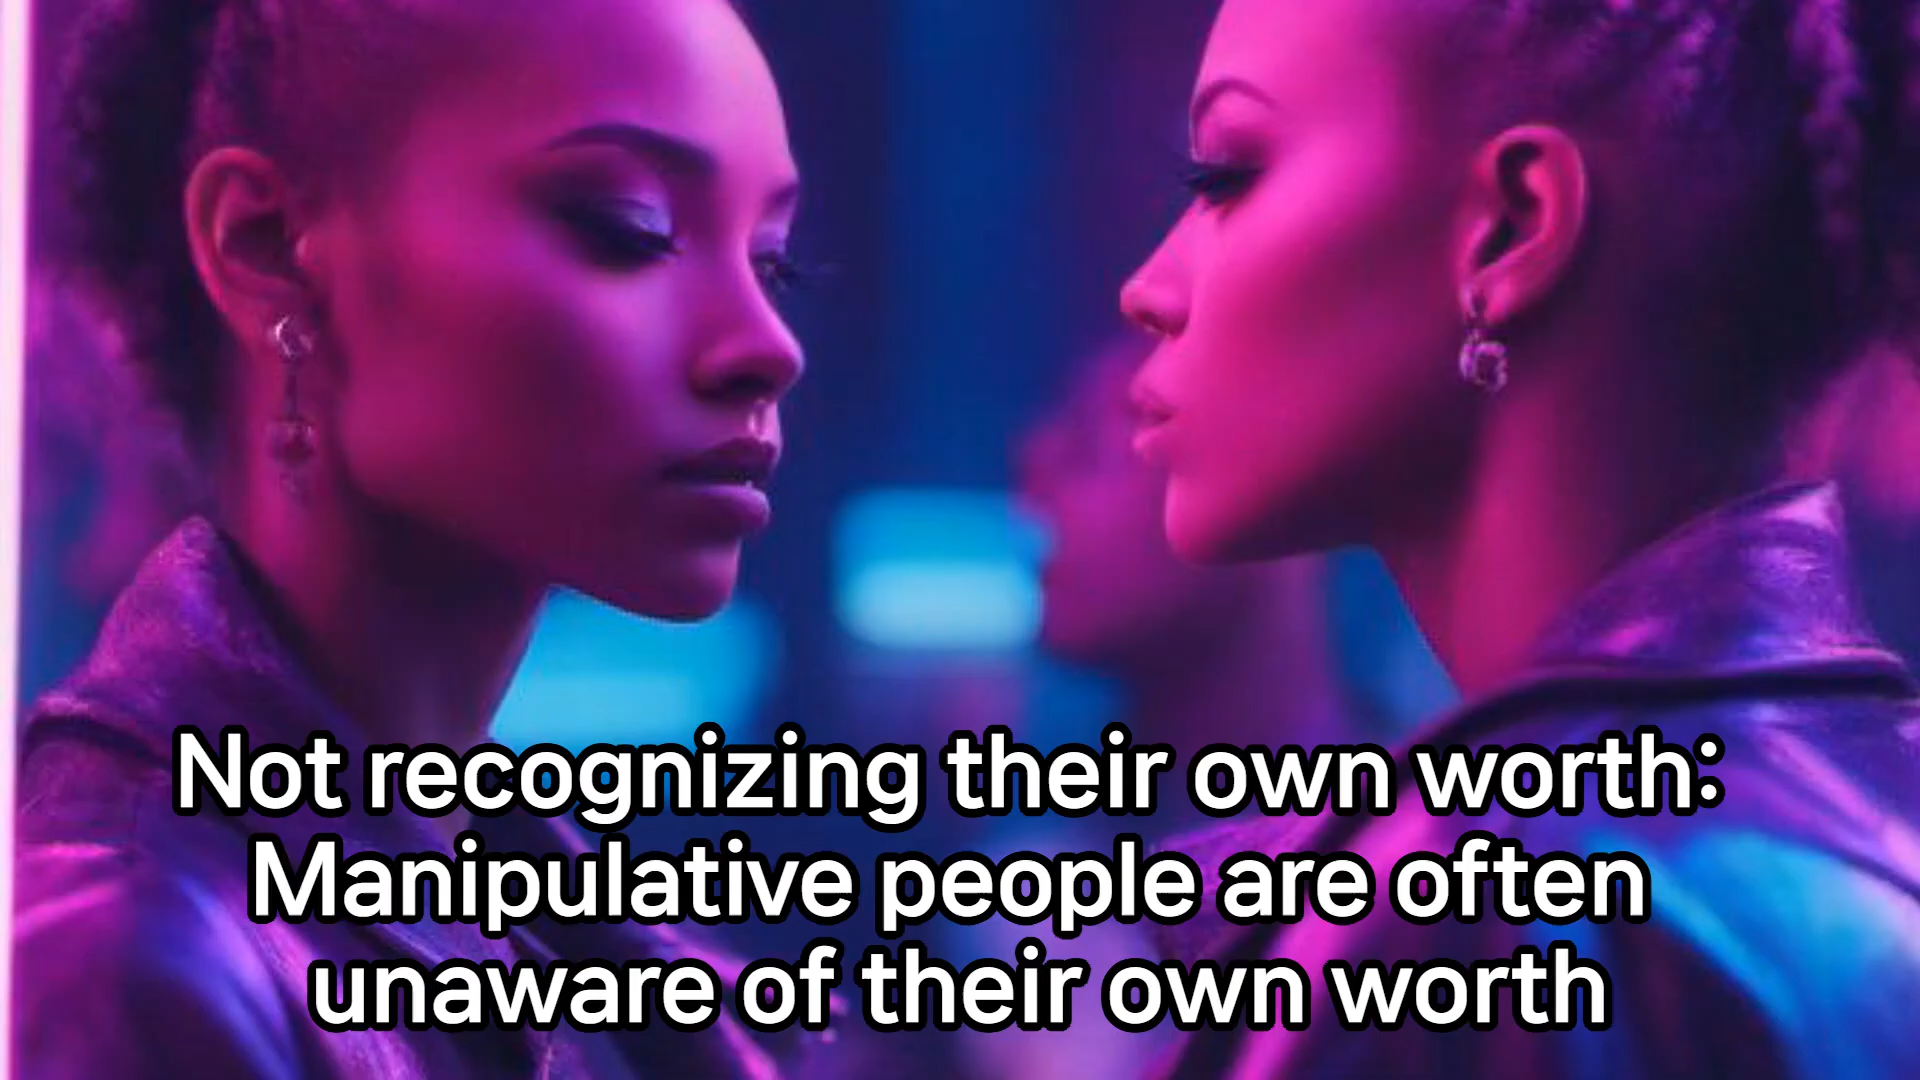 Not recognizing their own worth:
Manipulative people are often
unaware of their own worth